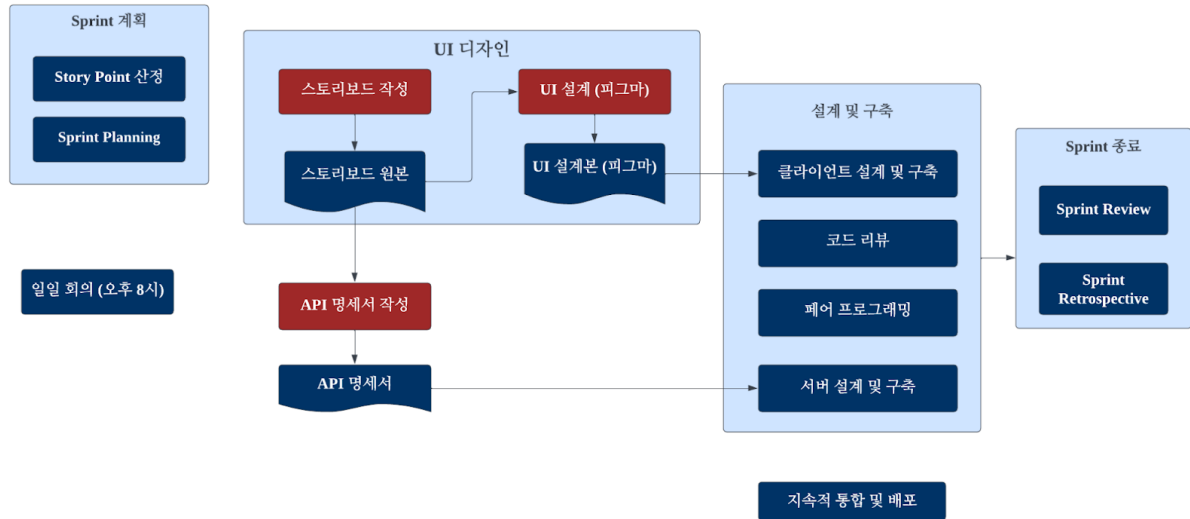 Sprint 계획
Story Point 산정
Sprint Planning
일일 회의 (오후 8시)
UI 디자인
스토리보드 작성
UI 설계 (피그마)
스토리보드 원본
UI 설계본 (피그마)
API 명세서 작성
API 명세서
설계 및 구축
클라이언트 설계 및 구축
코드 리뷰
페어 프로그래밍
서버 설계 및 구축
지속적 통합 및 배포
Sprint 종료
Sprint Review
Sprint
Retrospective